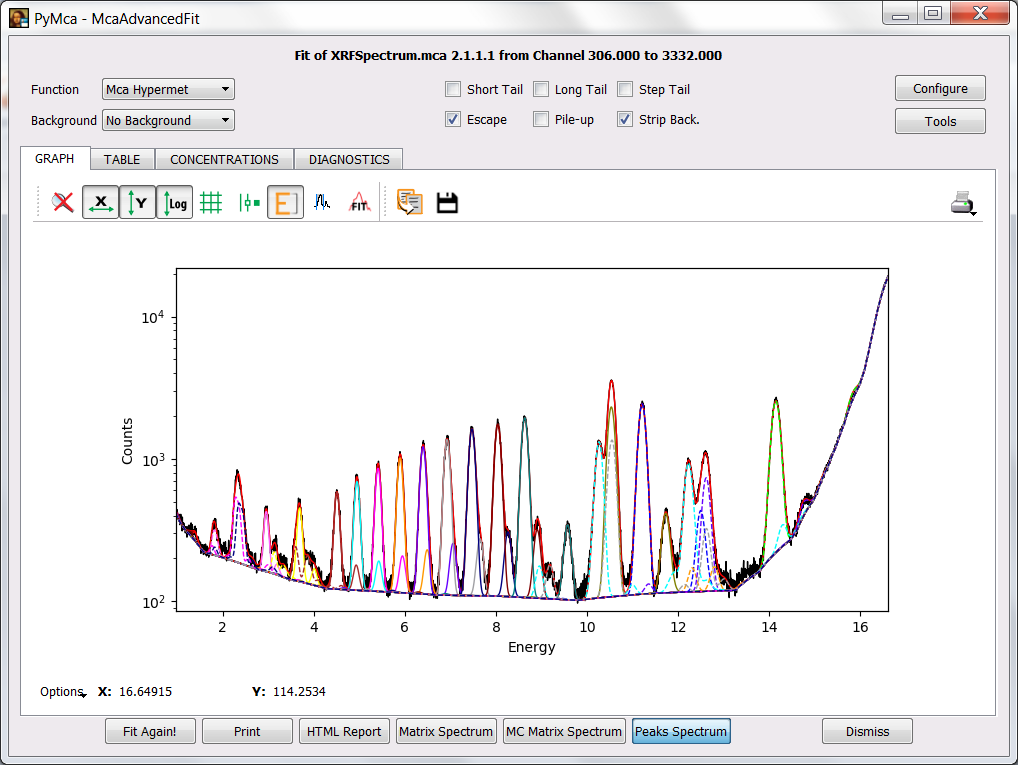 PyMca - McaAdvancedFit
Fit of XRFSpectrum.mca 2.1.1.1 from Channel 306.000 to 3332.000
Function Mca Hypermet Short Tail Long Tail Step Tail Configure
Background No Background Escape Pile-up Strip Back. Tools
GRAPH TABLE CONCENTRATIONS DIAGNOSTICS
X Y Log E FIT
10^4
10^3
10^2
Counts
2 4 6 8 10 12 14 16
Energy
Options X: 16.64915 Y: 114.2534
Fit Again! Print HTML Report Matrix Spectrum MC Matrix Spectrum Peaks Spectrum Dismiss